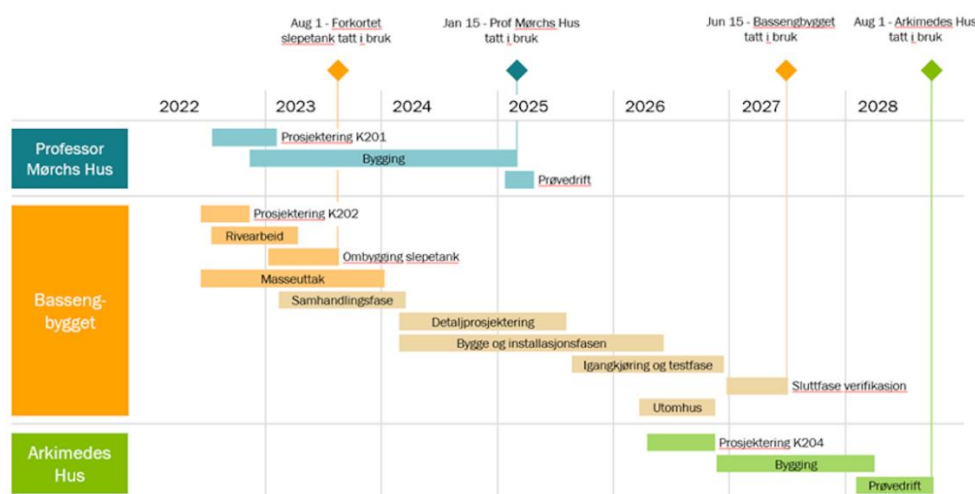 Aug 1 - Forkortet
slepetank tatt i bruk
Jan 15 - Prof Mørchs Hus
tatt i bruk
Jun 15 - Bassengbygget
tatt i bruk
Aug 1 - Arkimedes Hus
tatt i bruk
2022
2023
2024
2025
2026
2027
2028
Professor
Mørchs Hus
Prosjektering K201
Bygging
Prøvedrift
Basseng-
bygget
Prosjektering K202
Rivearbeid
Ombygging slepetank
Masseuttak
Samhandlingsfase
Detaljprosjektering
Bygge og installasjonsfasen
Igangkjøring og testfase
Sluttfase verifikasjon
Utomhus
Arkimedes
Hus
Prosjektering K204
Bygging
Prøvedrift